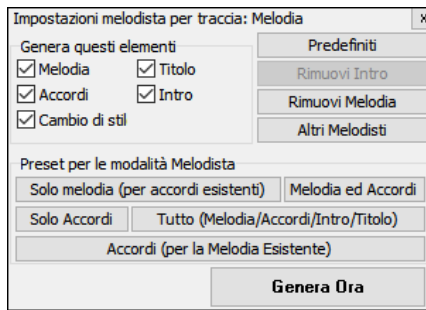 Impostazioni melodista per traccia: Melodia x
Genera questi elementi
Melodia Titolo
Accordi Intro
Cambio di stil
Predefiniti
Rimuovi Intro
Rimuovi Melodia
Altri Melodisti
Preset per le modalità Melodista
Solo melodia (per accordi esistenti) Melodia ed Accordi
Solo Accordi Tutto (Melodia/Accordi/Intro/Titolo)
Accordi (per la Melodia Esistente)
Genera Ora